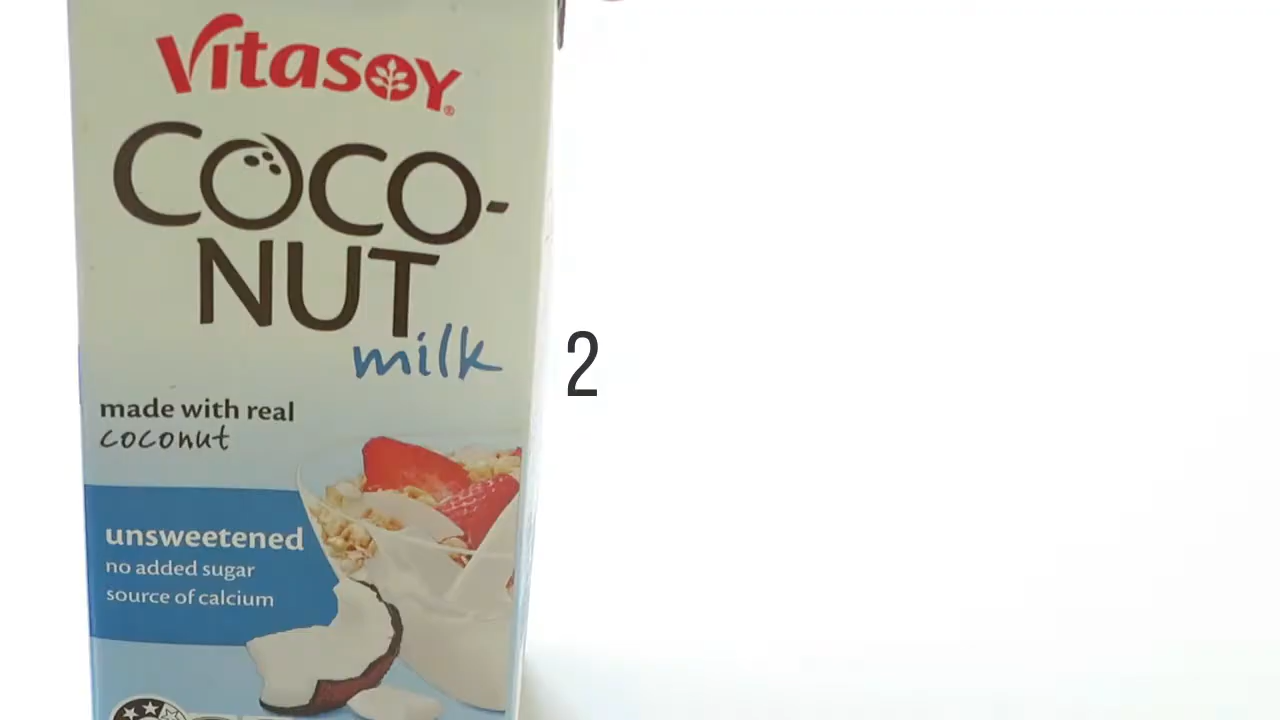 Vitasoy®
COCO-
NUT
milk
2
made with real
coconut
unsweetened
no added sugar
source of calcium